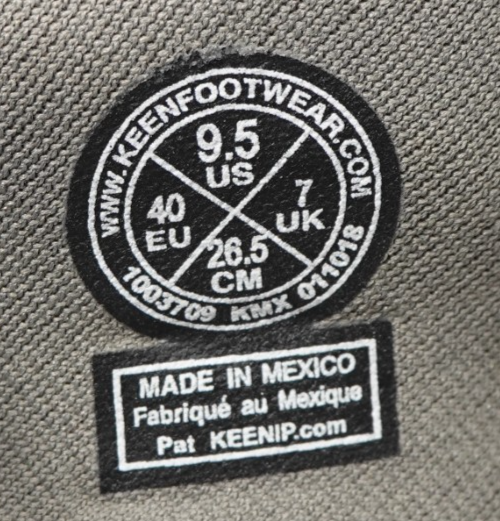 WWW.KEENFOOTWEAR.COM
9.5
US
40
EU
7
UK
26.5
CM
1003709 KMX 011018
MADE IN MEXICO
Fabriqué au Mexique
Pat KEENIP.com